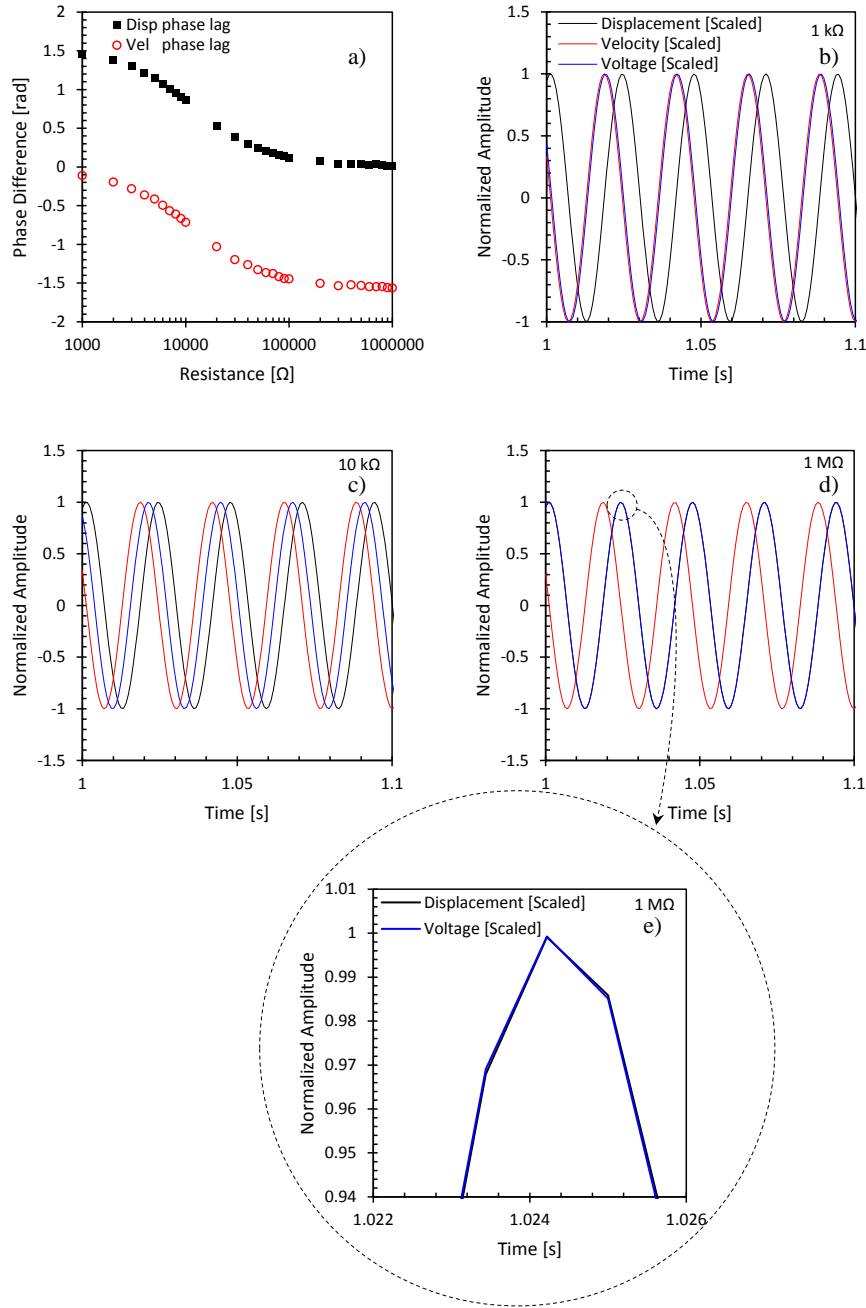 Disp phase lag
Vel phase lag
a)
2
1.5
1
0.5
0
-0.5
-1
-1.5
-2
1000 10000 100000 1000000
Phase Difference [rad]
Resistance [Ω]
Displacement [Scaled]
Velocity [Scaled]
Voltage [Scaled]
1 kΩ
b)
1.5
1
0.5
0
-0.5
-1
1 1.05 1.1
Normalized Amplitude
Time [s]
10 kΩ
c)
1.5
1
0.5
0
-0.5
-1
-1.5
1 1.05 1.1
Normalized Amplitude
Time [s]
1 MΩ
d)
1.5
1
0.5
0
-0.5
-1
-1.5
1 1.05 1.1
Normalized Amplitude
Time [s]
Displacement [Scaled]
Voltage [Scaled]
1 MΩ
e)
1.01
1
0.99
0.98
0.97
0.96
0.95
0.94
1.022 1.024 1.026
Normalized Amplitude
Time [s]